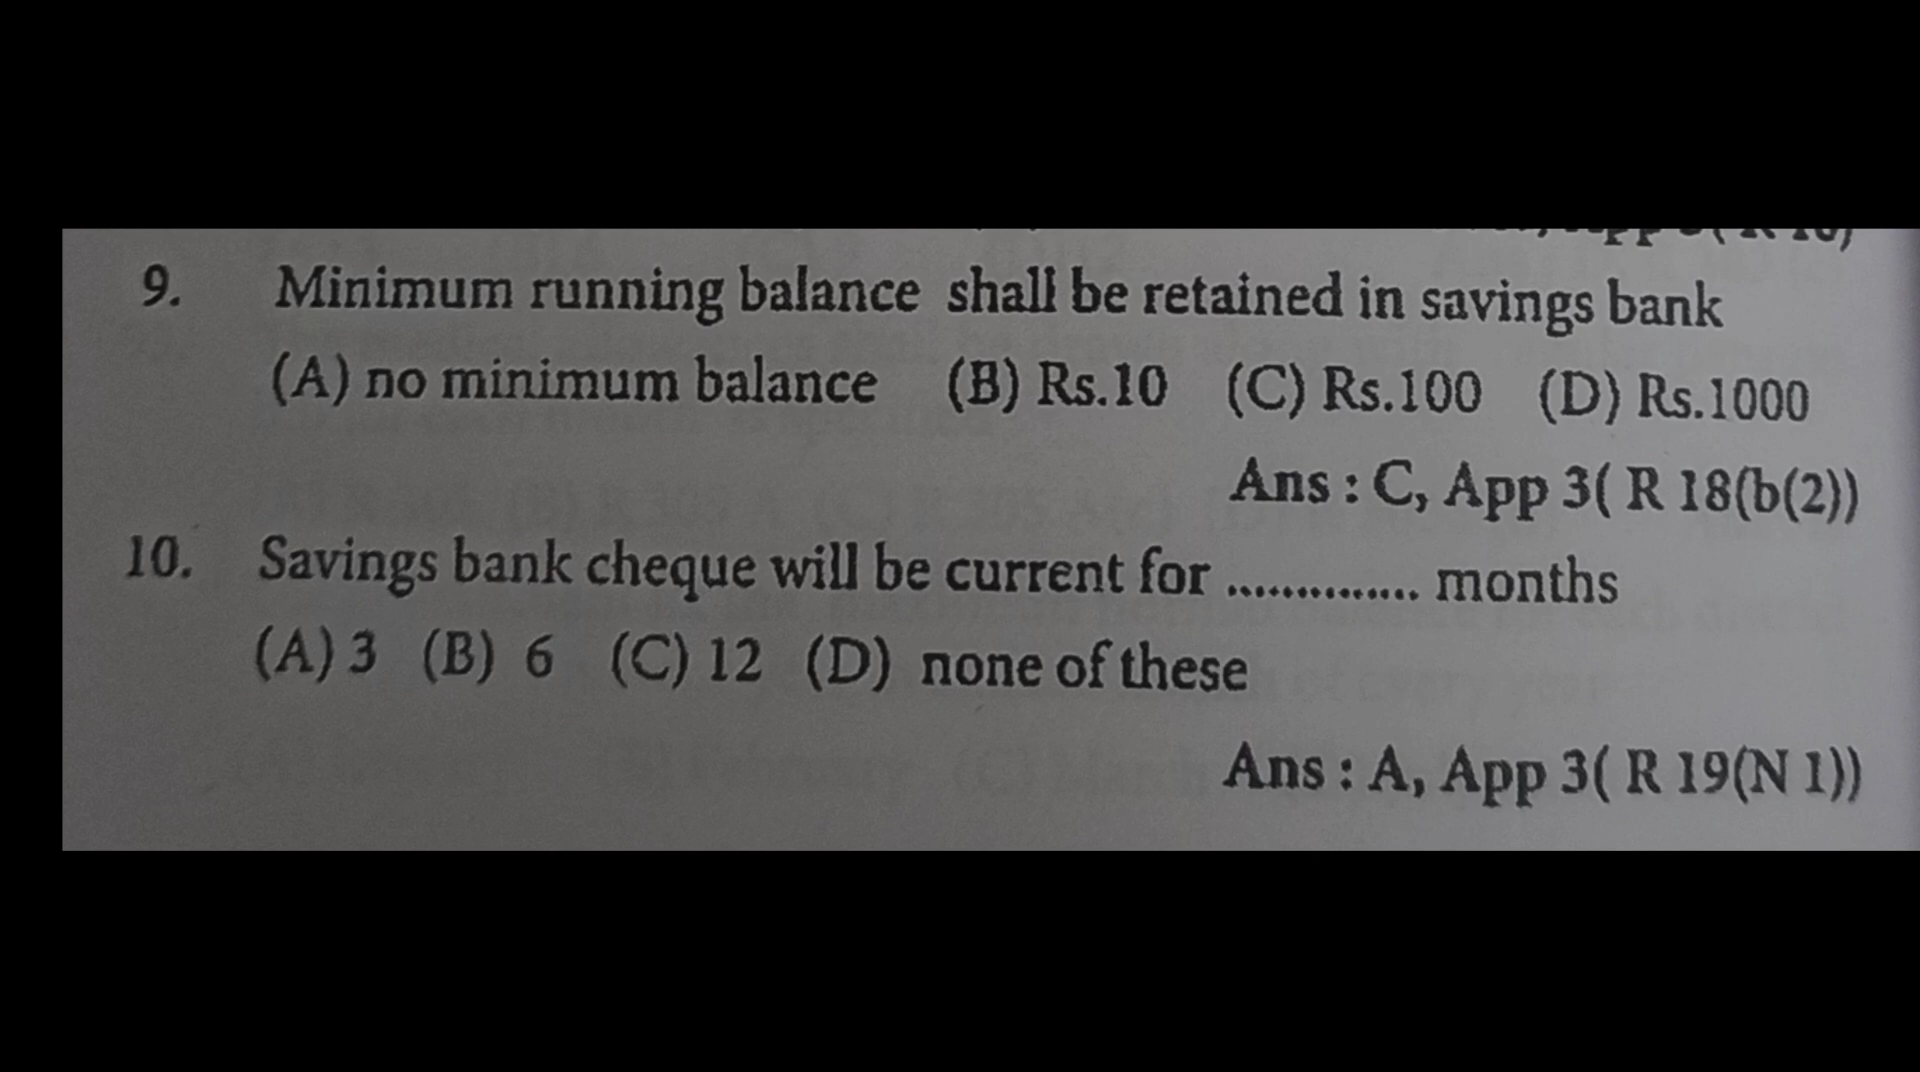 9. Minimum running balance shall be retained in savings bank
(A) no minimum balance (B) Rs.10 (C) Rs.100 (D) Rs.1000
Ans : C, App 3( R 18(b(2))
10. Savings bank cheque will be current for .............. months
(A) 3 (B) 6 (C) 12 (D) none of these
Ans : A, App 3( R 19(N 1))